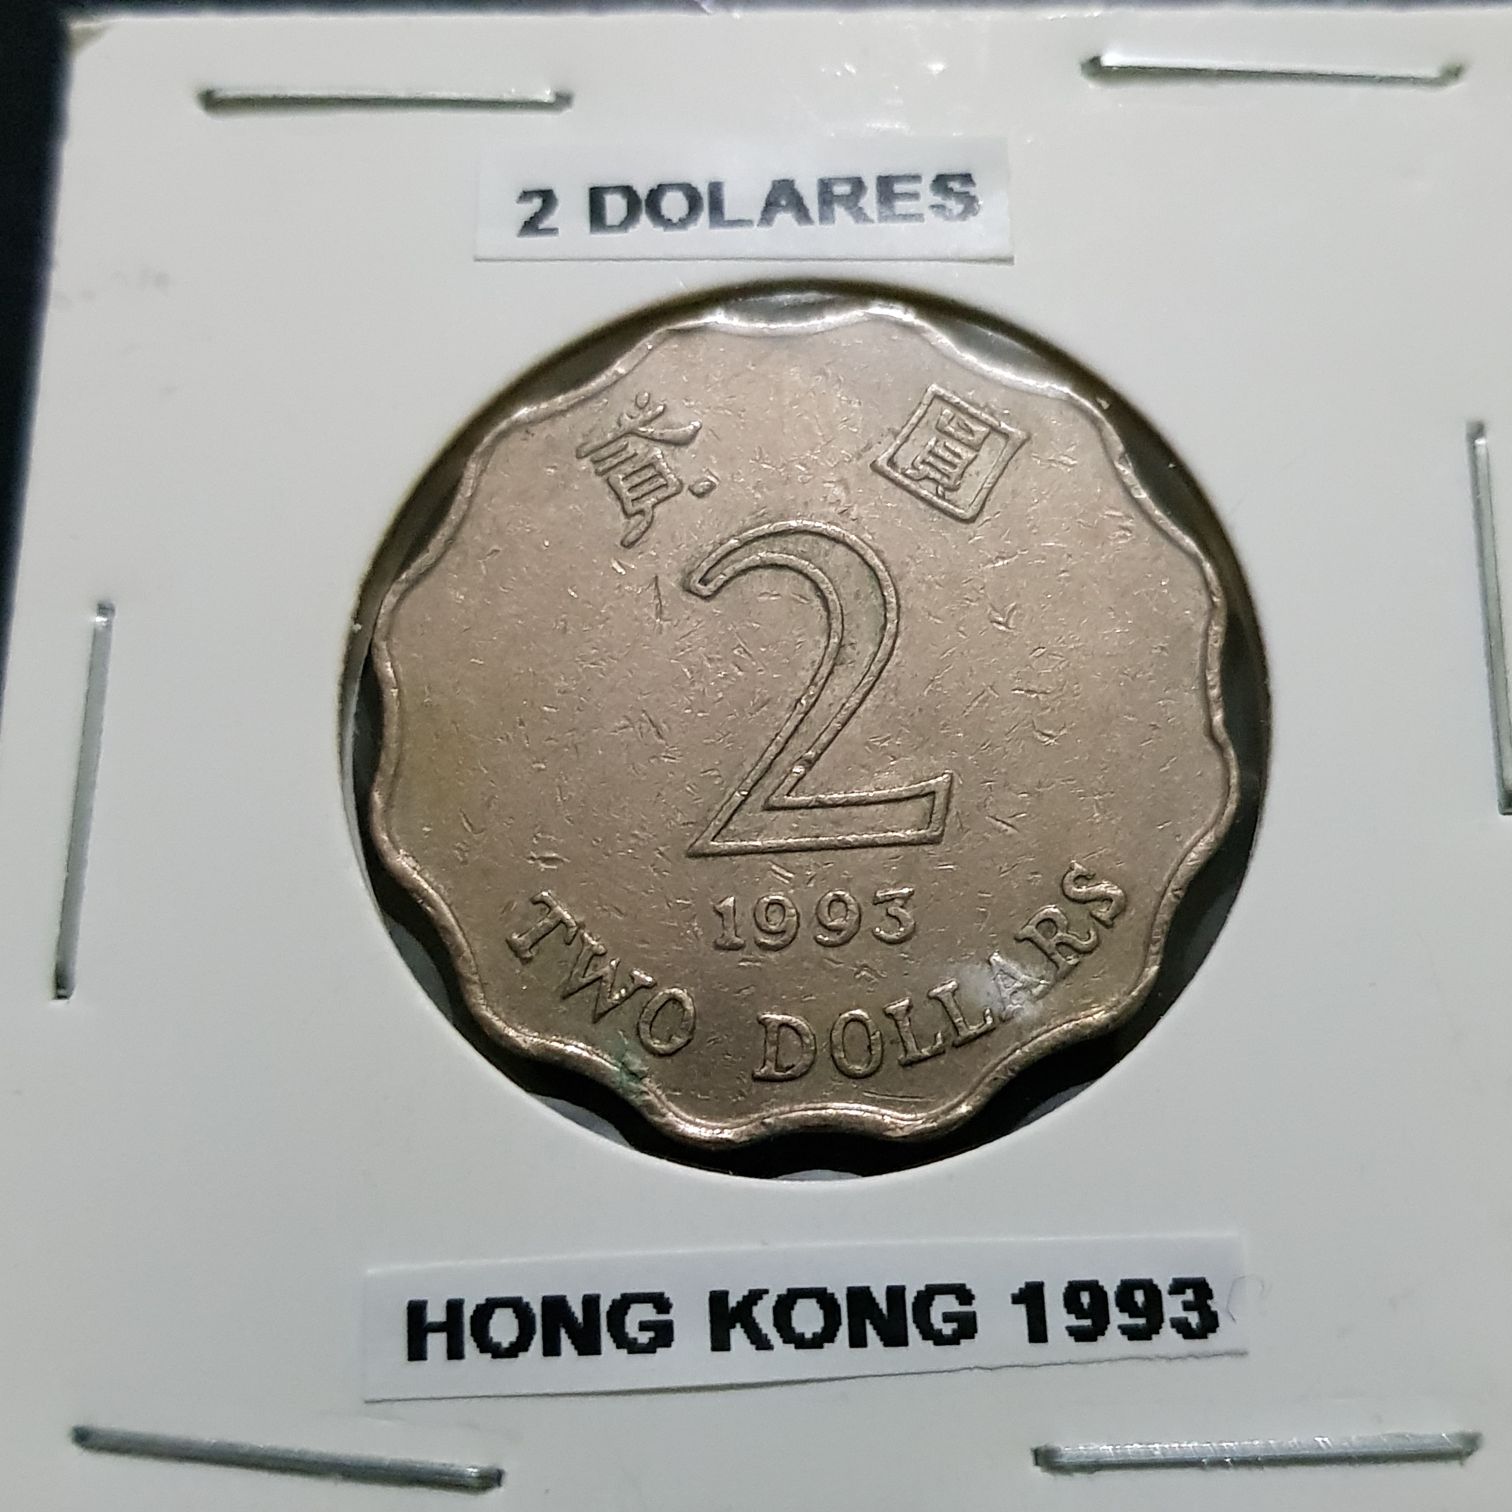 2 DOLARES
貳 圓
2
1993
TWO DOLLARS
HONG KONG 1993